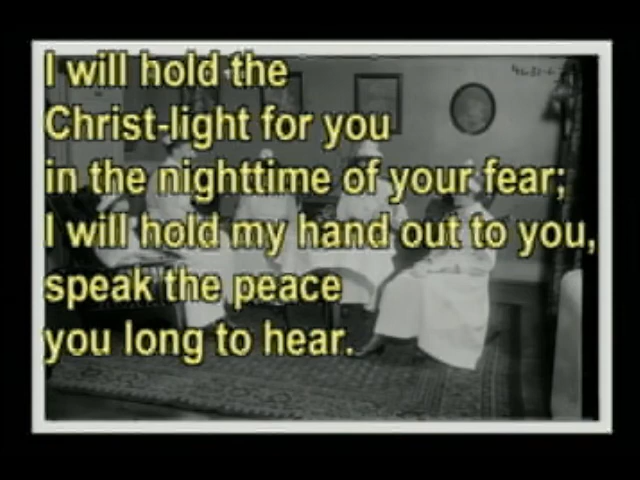 I will hold the
Christ-light for you
in the nighttime of your fear;
I will hold my hand out to you,
speak the peace
you long to hear.